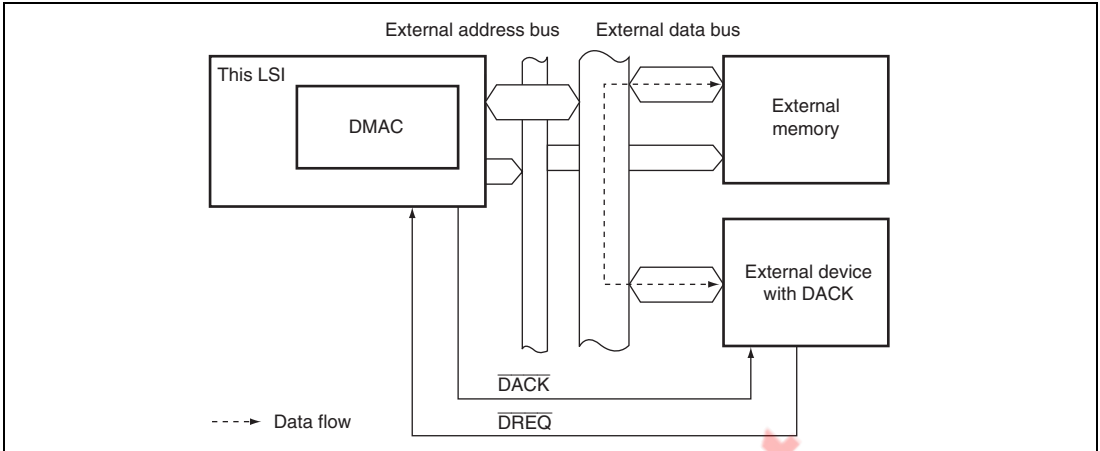 External address bus
External data bus
This LSI
DMAC
External
memory
External device
with DACK
DACK
DREQ
Data flow